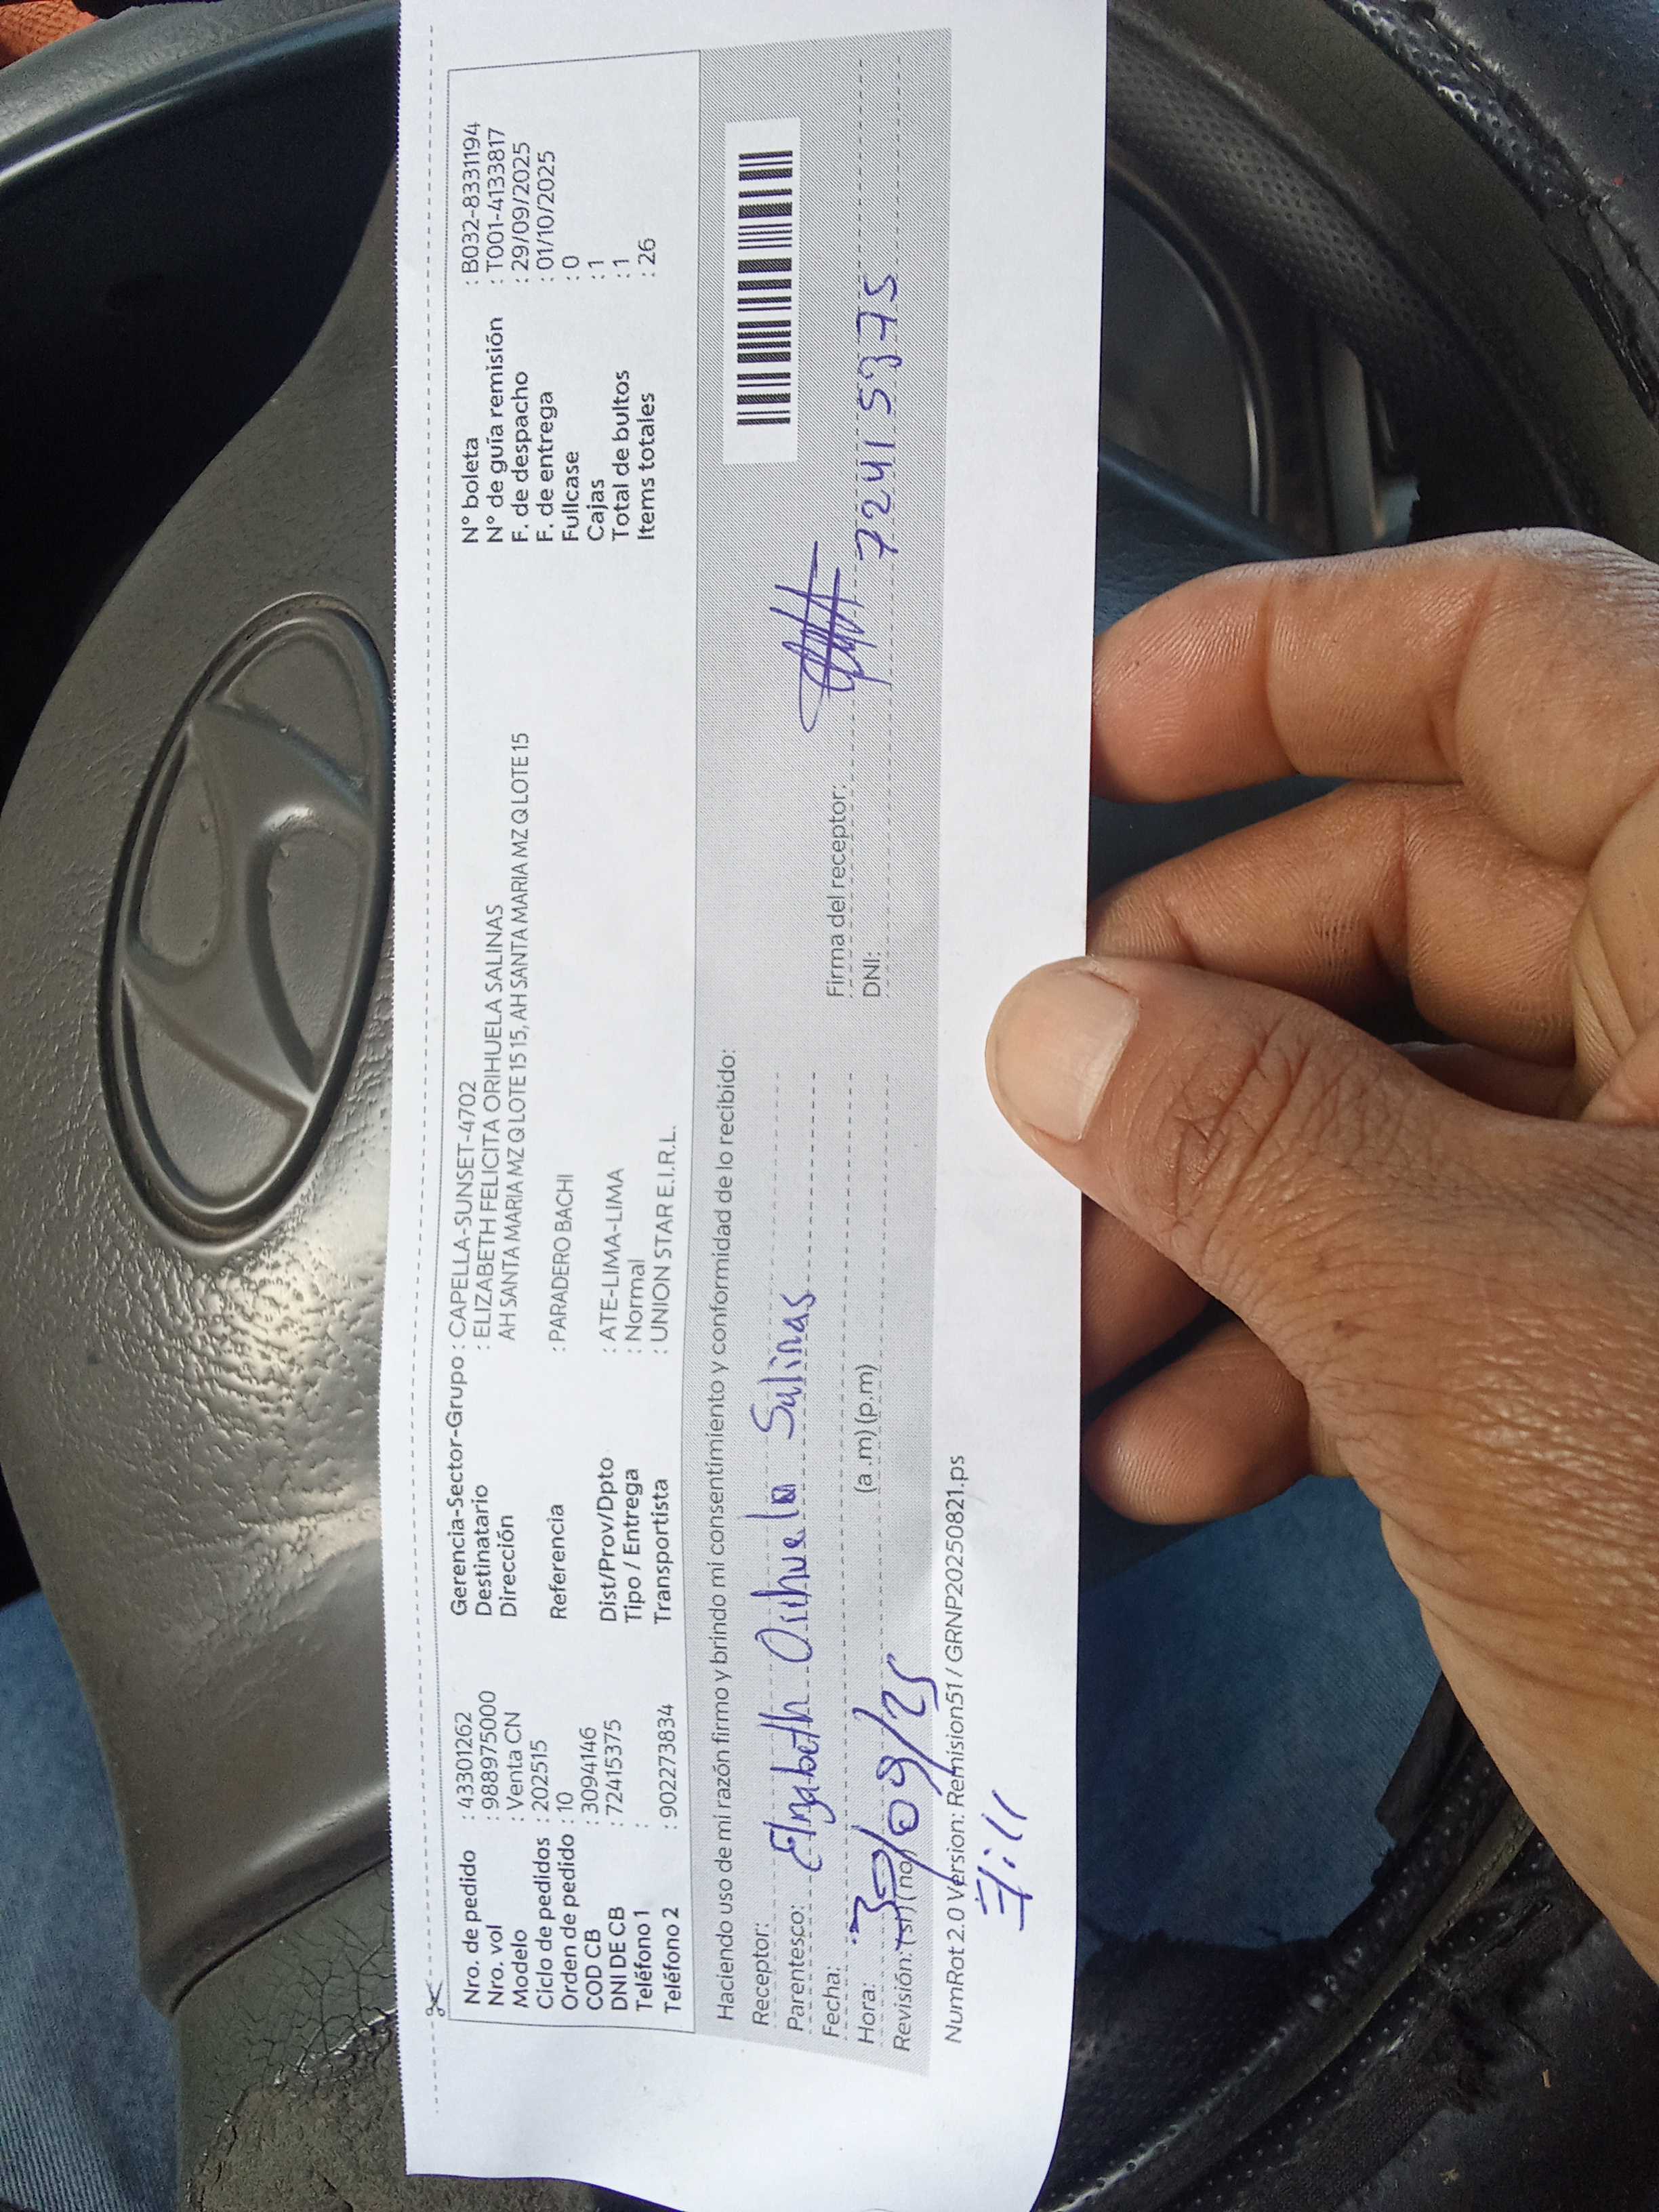 Nro. de pedido : 43301262
Nro. vol : 988975000
Modelo : Venta CN
Ciclo de pedidos : 202515
Orden de pedido : 10
COD CB : 3094146
DNI DE CB : 72415375
Teléfono 1 :
Teléfono 2 : 902273834
Gerencia-Sector-Grupo : CAPELLA-SUNSET-4702
Destinatario : ELIZABETH FELICITA ORIHUELA SALINAS
Dirección AH SANTA MARIA MZ Q LOTE 15 15, AH SANTA MARIA MZ Q LOTE 15
Referencia : PARADERO BACHI
Dist/Prov/Dpto : ATE-LIMA-LIMA
Tipo / Entrega : Normal
Transportista : UNION STAR E.I.R.L.
N° boleta : B032-8331194
N° de guía remisión : T001-4133817
F. de despacho : 29/09/2025
F. de entrega : 01/10/2025
Fullcase : 0
Cajas : 1
Total de bultos : 1
Items totales : 26
Haciendo uso de mi razón firmo y brindo mi consentimiento y conformidad de lo recibido:
Receptor: Elizabeth Orihuela Salinas
Parentesco:
Fecha: 30/09/25
Hora: (a .m) (p.m)
Revisión: (si) (no)
Firma del receptor:
DNI: 72415375
NumRot 2.0 Version: Remision51 / GRNP20250821.ps